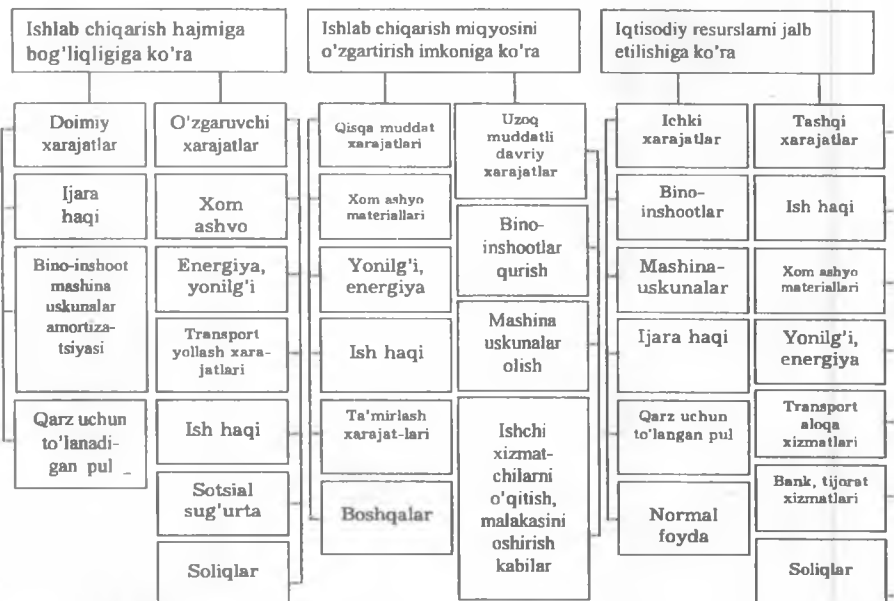 Ishlab chiqarish hajmiga
bog'liqligiga ko'ra
Doimiy
xarajatlar
Ijara
haqi
Bino-inshoot
mashina
uskunalar
amortiza-
tsiyasi
Qarz uchun
to'lanadi-
gan pul
O'zgaruvchi
xarajatlar
Xom
ashvo
Energiya,
yonilg'i
Transport
yollash xara-
jatlari
Ish haqi
Sotsial
sug'urta
Soliqlar
Ishlab chiqarish miqyosini
o'zgartirish imkoniga ko'ra
Qisqa muddat
xarajatlari
Xom ashyo
materiallari
Yonilg'i,
energiya
Ish haqi
Ta'mirlash
xarajat-lari
Boshqalar
Uzoq
muddatli
davriy
xarajatlar
Bino-
inshootlar
qurish
Mashina
uskunalar
olish
Ishchi
xizmat-
chilarni
o'qitish,
malakasini
oshirish
kabilar
Iqtisodiy resurslarni jalb
etilishiga ko'ra
Ichki
xarajatlar
Bino-
inshootlar
Mashina-
uskunalar
Ijara haqi
Qarz uchun
to'langan pul
Normal
foyda
Tashqi
xarajatlar
Ish haqi
Xom ashyo
materiallari
Yonilg'i,
energiya
Transport
aloqa
xizmatlari
Bank, tijorat
xizmatlari
Soliqlar